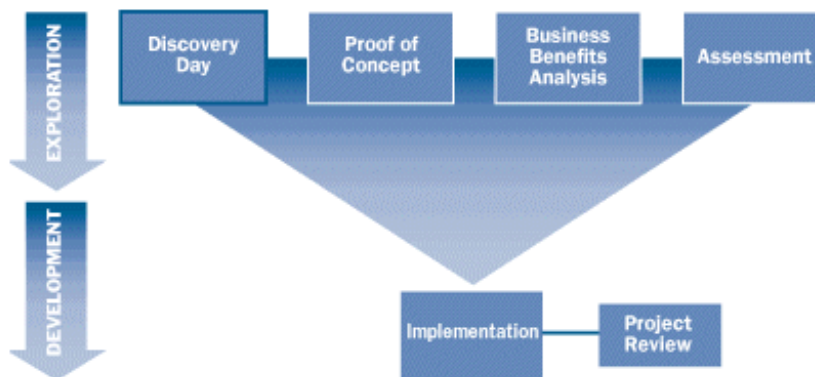 EXPLORATION
Discovery
Day
Proof of
Concept
Business
Benefits
Analysis
Assessment
DEVELOPMENT
Implementation
Project
Review